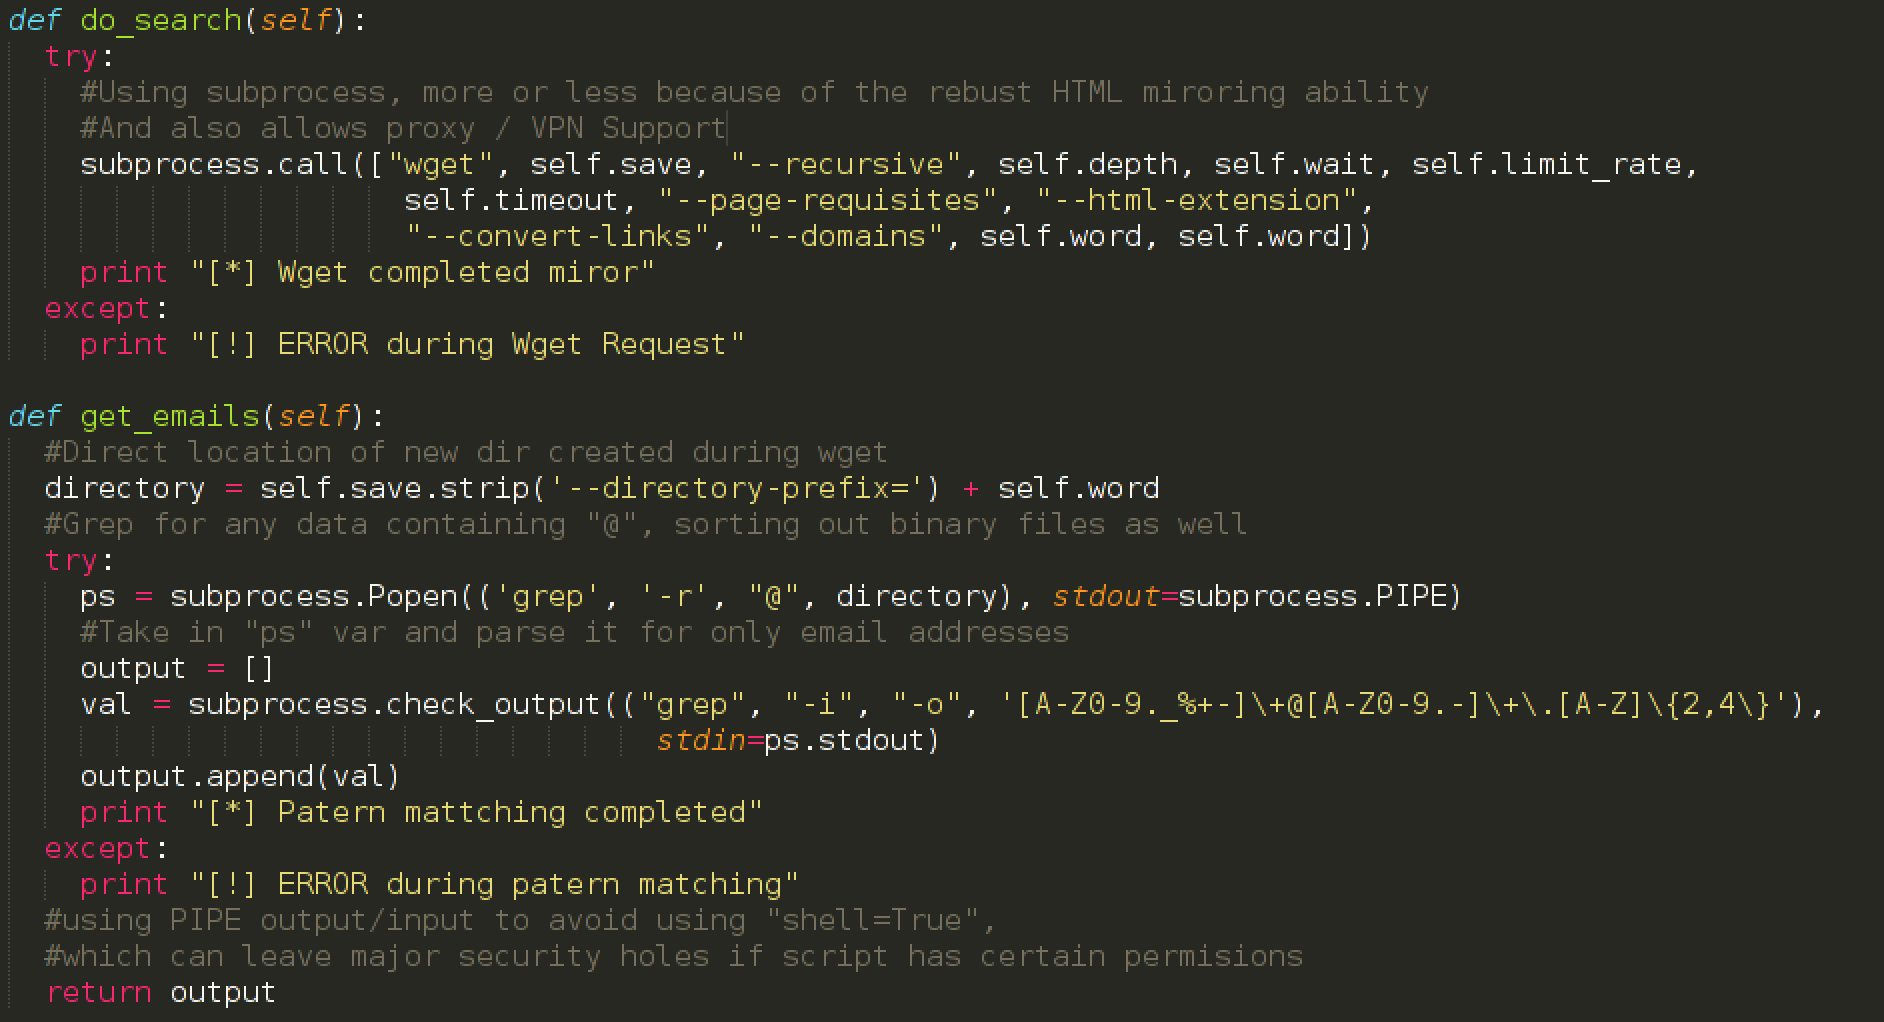 def do_search(self):
  try:
    #Using subprocess, more or less because of the rebust HTML miroring ability
    #And also allows proxy / VPN Support
    subprocess.call(["wget", self.save, "--recursive", self.depth, self.wait, self.limit_rate,
                      self.timeout, "--page-requisites", "--html-extension",
                      "--convert-links", "--domains", self.word, self.word])
    print "[*] Wget completed miror"
  except:
    print "[!] ERROR during Wget Request"

def get_emails(self):
  #Direct location of new dir created during wget
  directory = self.save.strip('--directory-prefix=') + self.word
  #Grep for any data containing "@", sorting out binary files as well
  try:
    ps = subprocess.Popen(('grep', '-r', "@", directory), stdout=subprocess.PIPE)
    #Take in "ps" var and parse it for only email addresses
    output = []
    val = subprocess.check_output(("grep", "-i", "-o", '[A-Z0-9._%+-]\+@[A-Z0-9.-]\+\.[A-Z]\{2,4\}'),
                                    stdin=ps.stdout)
    output.append(val)
    print "[*] Patern mattching completed"
  except:
    print "[!] ERROR during patern matching"
  #using PIPE output/input to avoid using "shell=True",
  #which can leave major security holes if script has certain permisions
  return output